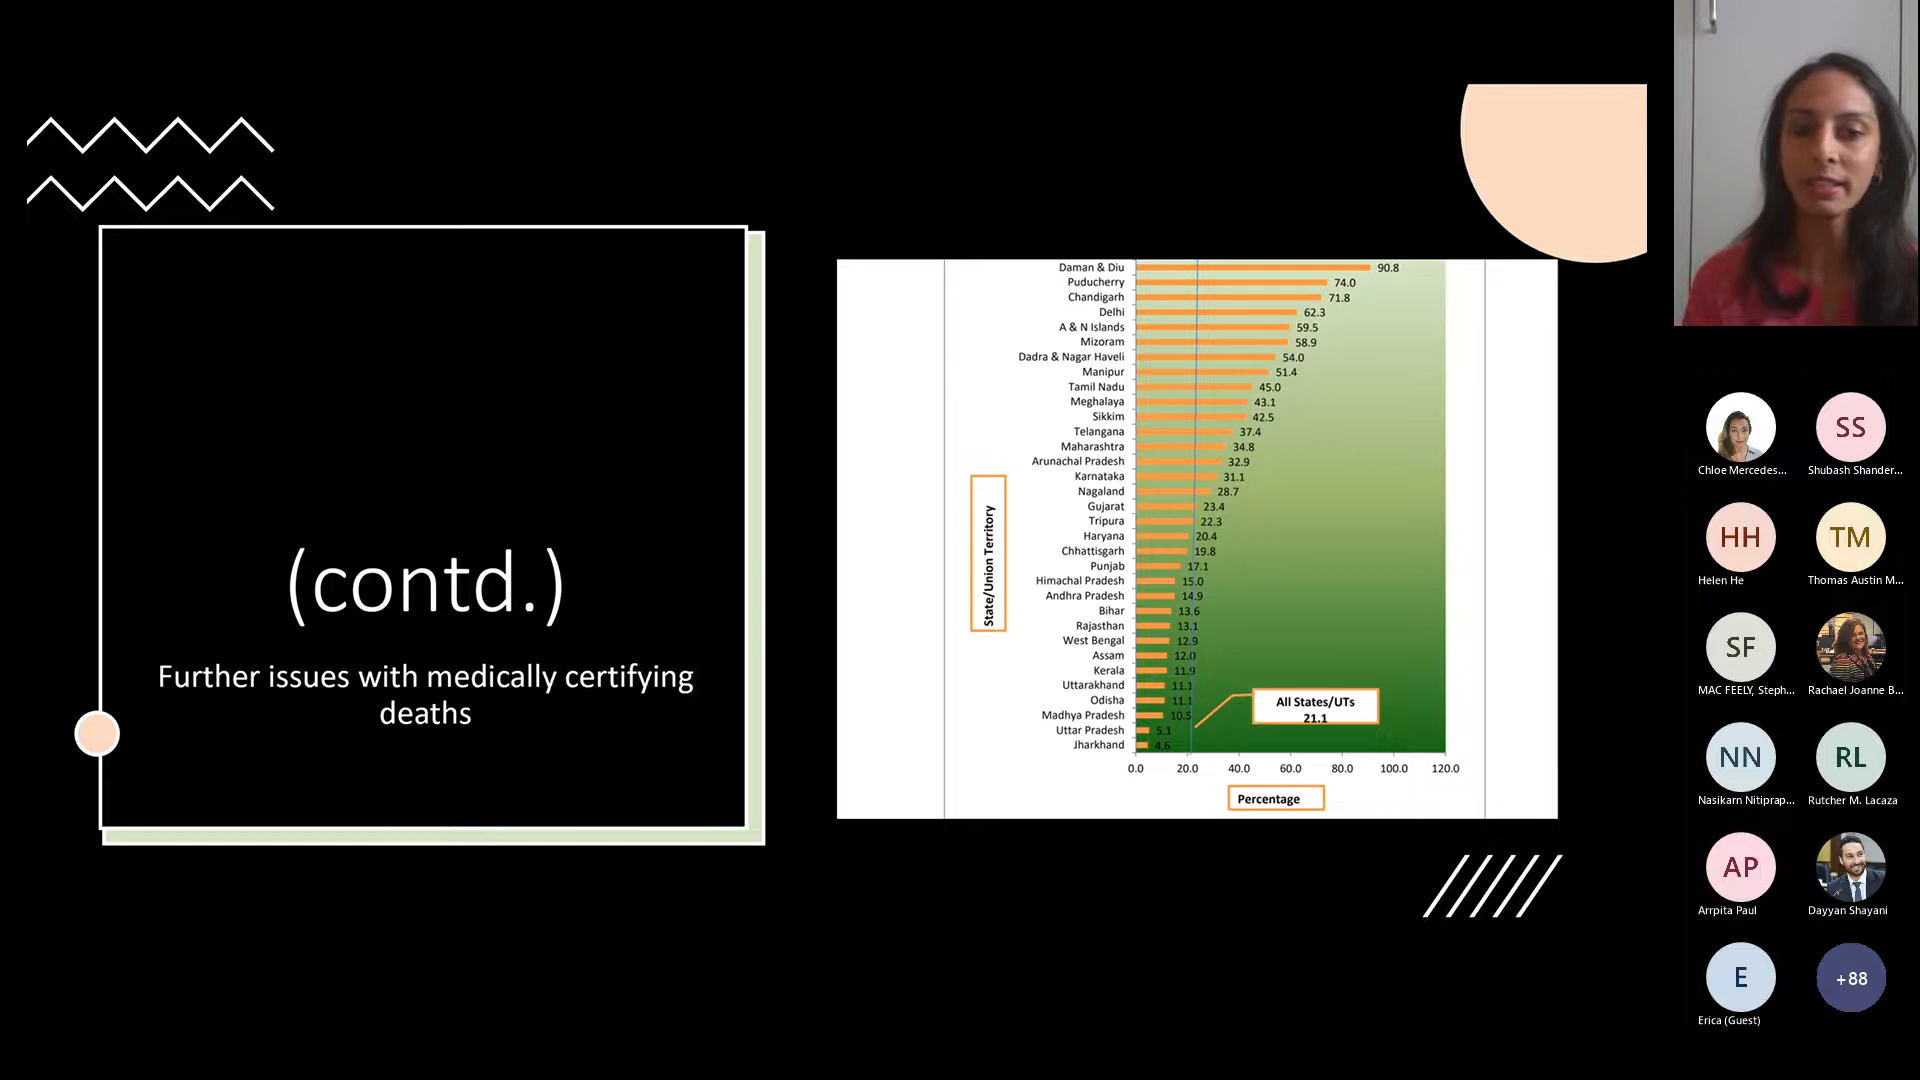 (contd.)
Further issues with medically certifying
deaths
State/Union Territory
Daman & Diu 90.8
Puducherry 74.0
Chandigarh 71.8
Delhi 62.3
A & N Islands 59.5
Mizoram 58.9
Dadra & Nagar Haveli 54.0
Manipur 51.4
Tamil Nadu 45.0
Meghalaya 43.1
Sikkim 42.5
Telangana 37.4
Maharashtra 34.8
Arunachal Pradesh 32.9
Karnataka 31.1
Nagaland 28.7
Gujarat 23.4
Tripura 22.3
Haryana 20.4
Chhattisgarh 19.8
Punjab 17.1
Himachal Pradesh 15.0
Andhra Pradesh 14.9
Bihar 13.6
Rajasthan 13.1
West Bengal 12.9
Assam 12.0
Kerala 11.9
Uttarakhand 11.1
Odisha 11.1
Madhya Pradesh 10.5
Uttar Pradesh 5.1
Jharkhand 4.6
All States/UTs
21.1
0.0 20.0 40.0 60.0 80.0 100.0 120.0
Percentage
Chloe Mercedes...
SS
Shubash Shander...
HH
Helen He
TM
Thomas Austin M...
SF
MAC FEELY, Steph...
Rachael Joanne B...
NN
Nasikarn Nitiprap...
RL
Rutcher M. Lacaza
AP
Arrpita Paul
Dayyan Shayani
E
Erica (Guest)
+88